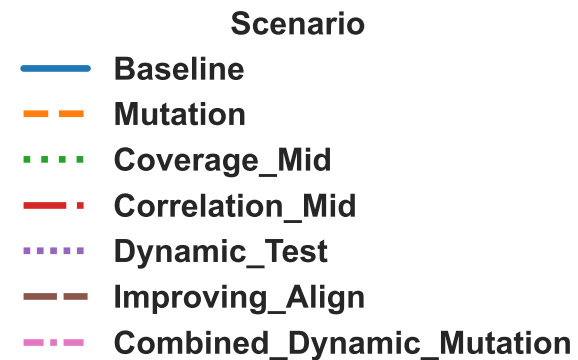 Scenario
Baseline
Mutation
Coverage_Mid
Correlation_Mid
Dynamic_Test
Improving_Align
Combined_Dynamic_Mutation